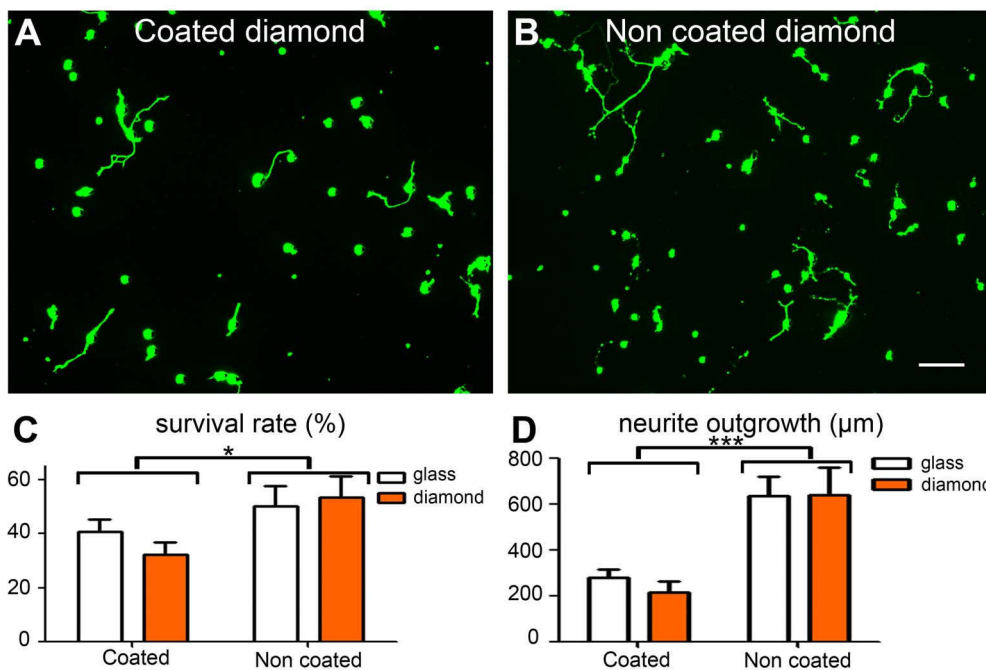 A Coated diamond
B Non coated diamond
C survival rate (%)
*
60
40
20
0
glass
diamond
Coated Non coated
D neurite outgrowth (µm)
***
800
600
400
200
0
glass
diamond
Coated Non coated